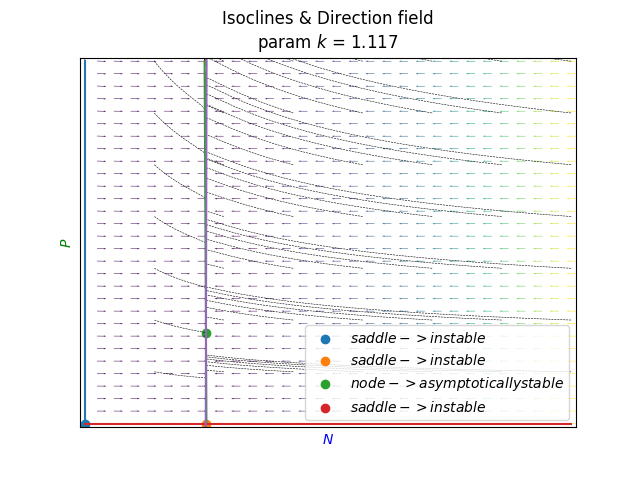 Isoclines & Direction field
param k = 1.117
P
saddle -> instable
saddle -> instable
node -> asymptoticallystable
saddle -> instable
N